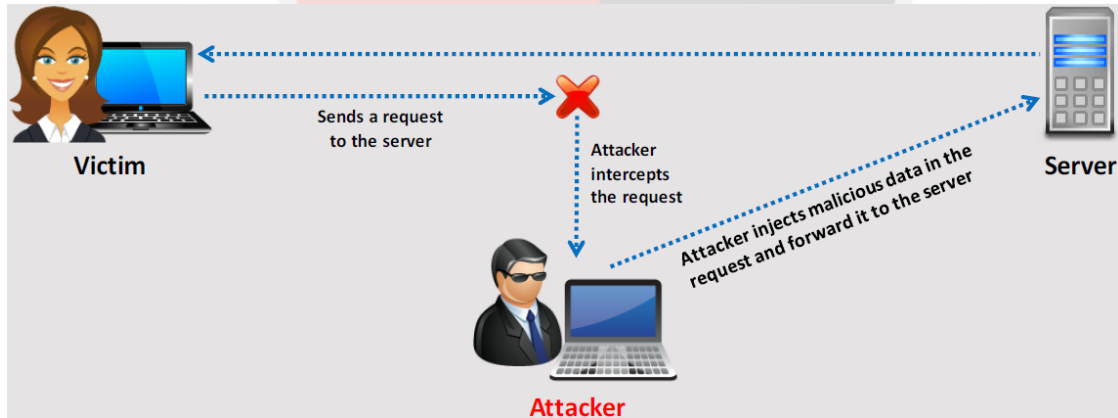 Sends a request
to the server
Victim
Attacker
intercepts
the request
Attacker injects malicious data in the
request and forward it to the server
Server
Attacker